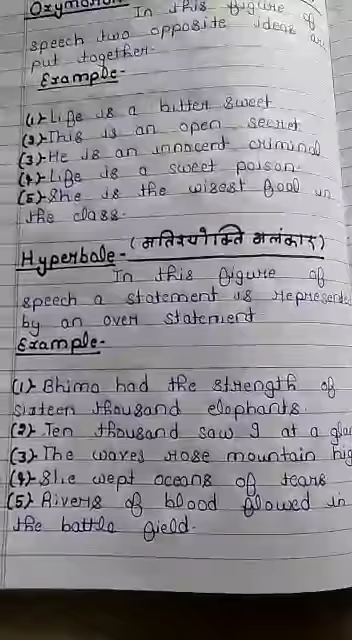 Oxymoron In this figure of
speech two opposite ideas are
put together.
Example-
(1) Life is a bitter sweet
(2) This is an open secret
(3) He is an innocent criminal
(4) Life is a sweet poison.
(5) She is the wisest fool in
the class.
Hyperbole- (अतिश्योक्ति अलंकार)
In this figure of
speech a statement is represente
by an over statement
Example-
(1) Bhima had the strength of
sixteen thousand elephants.
(2) Ten thousand saw I at a glan
(3) The waves rose mountain hig
(4) She wept oceans of tears
(5) Rivers of blood flowed in
the battle field.